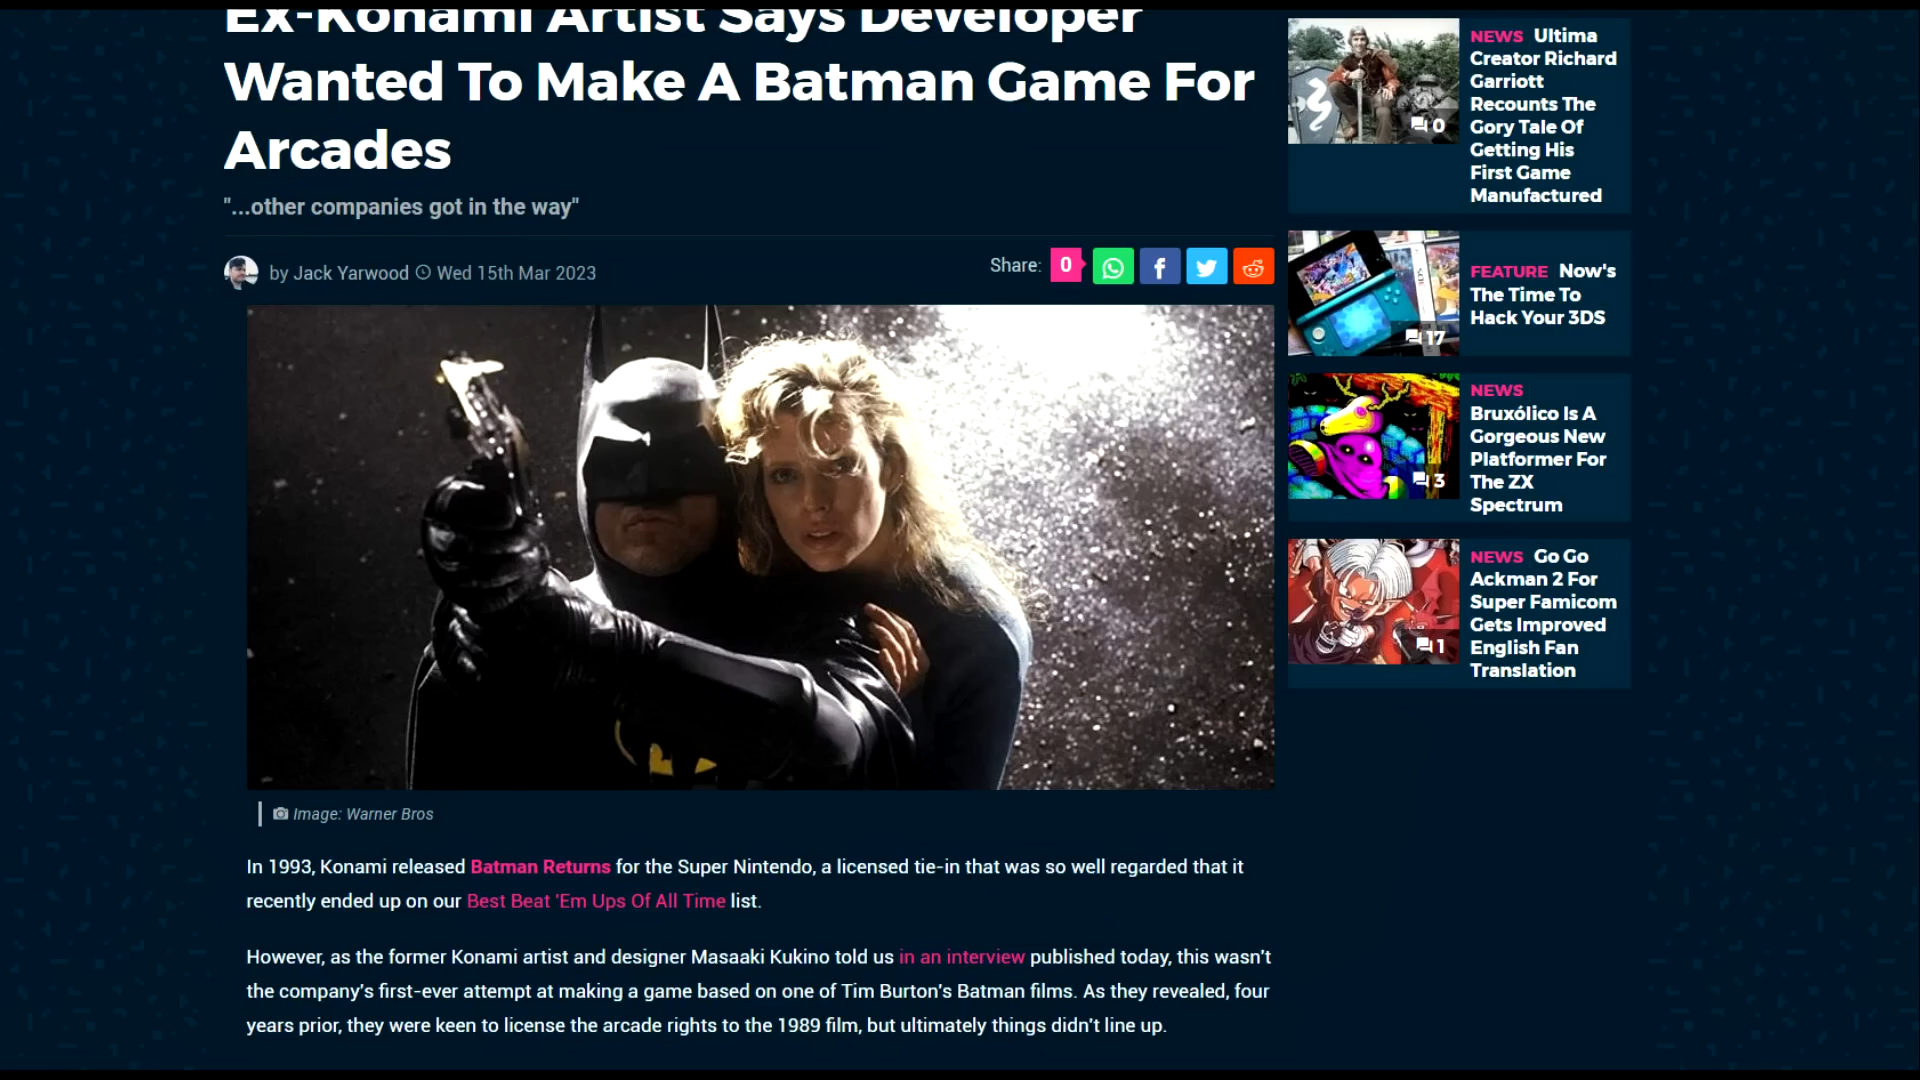 Ex-Konami Artist Says Developer
Wanted To Make A Batman Game For
Arcades
"...other companies got in the way"
by Jack Yarwood Wed 15th Mar 2023
Share: 0
Image: Warner Bros
In 1993, Konami released Batman Returns for the Super Nintendo, a licensed tie-in that was so well regarded that it
recently ended up on our Best Beat 'Em Ups Of All Time list.
However, as the former Konami artist and designer Masaaki Kukino told us in an interview published today, this wasn't
the company's first-ever attempt at making a game based on one of Tim Burton's Batman films. As they revealed, four
years prior, they were keen to license the arcade rights to the 1989 film, but ultimately things didn't line up.
NEWS Ultima
Creator Richard
Garriott
Recounts The
Gory Tale Of
Getting His
First Game
Manufactured
0
FEATURE Now's
The Time To
Hack Your 3DS
17
NEWS
Bruxólico Is A
Gorgeous New
Platformer For
The ZX
Spectrum
3
NEWS Go Go
Ackman 2 For
Super Famicom
Gets Improved
English Fan
Translation
1